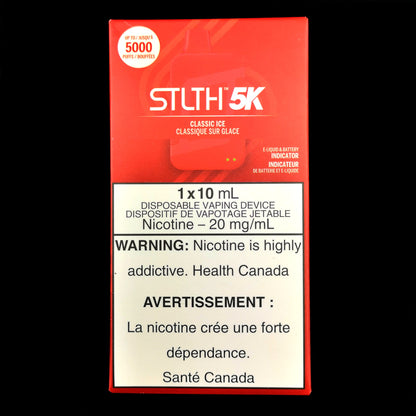 UP TO / JUSQU'À
5000
PUFFS / BOUFFÉES
STLTH™ 5K
CLASSIC ICE
CLASSIQUE SUR GLACE
E-LIQUID & BATTERY
INDICATOR
INDICATEUR
DE BATTERIE ET E-LIQUIDE
1 x 10 mL
DISPOSABLE VAPING DEVICE
DISPOSITIF DE VAPOTAGE JETABLE
Nicotine – 20 mg/mL
WARNING: Nicotine is highly
addictive. Health Canada
AVERTISSEMENT :
La nicotine crée une forte
dépendance.
Santé Canada